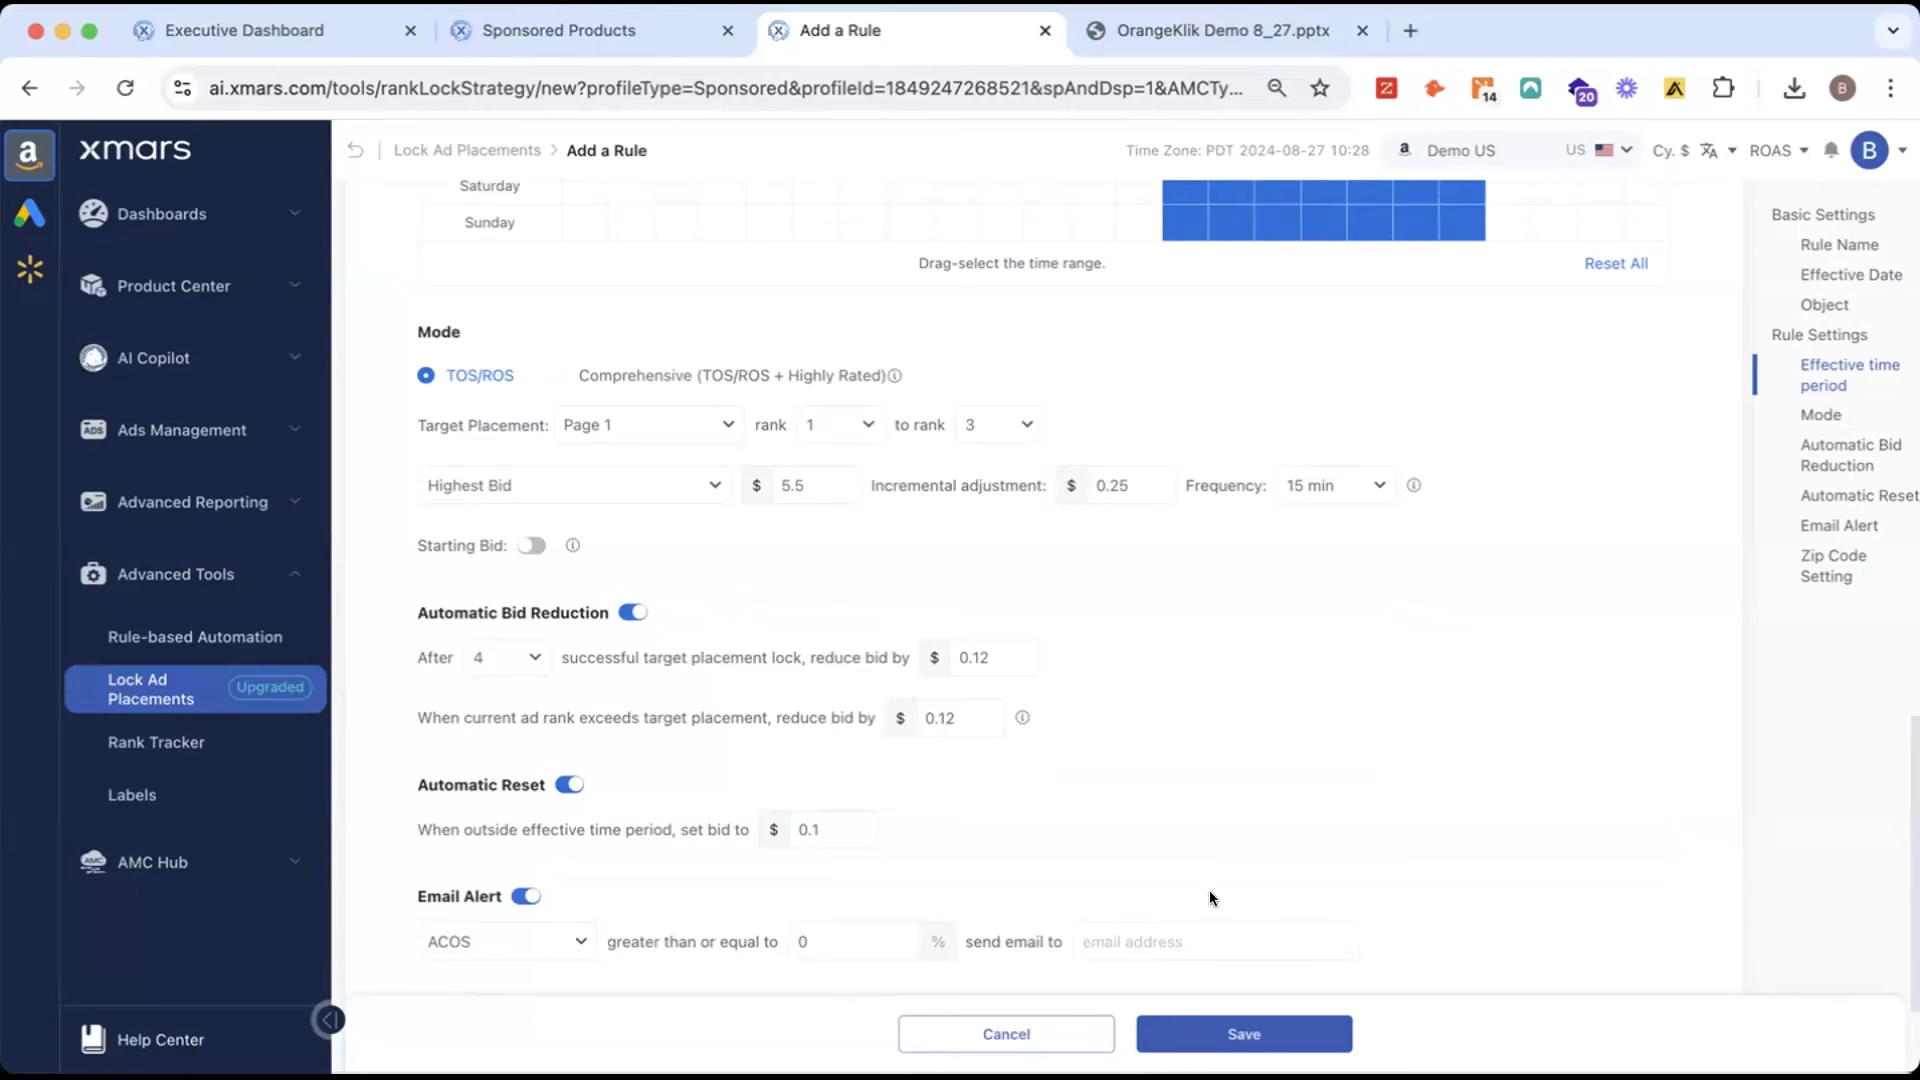 Executive Dashboard
Sponsored Products
Add a Rule
OrangeKlik Demo 8_27.pptx
ai.xmars.com/tools/rankLockStrategy/new?profileType=Sponsored&profileId=1849247268521&spAndDsp=1&AMCTy...
14
20
B
xmars
Lock Ad Placements > Add a Rule
Time Zone: PDT 2024-08-27 10:28
Demo US
US
Cy. $
ROAS
B
Dashboards
Product Center
AI Copilot
Ads Management
Advanced Reporting
Advanced Tools
Rule-based Automation
Lock Ad Placements
Upgraded
Rank Tracker
Labels
AMC Hub
Help Center
Saturday
Sunday
Drag-select the time range.
Reset All
Mode
TOS/ROS
Comprehensive (TOS/ROS + Highly Rated)
Target Placement: Page 1 rank 1 to rank 3
Highest Bid $ 5.5 Incremental adjustment: $ 0.25 Frequency: 15 min
Starting Bid:
Automatic Bid Reduction
After 4 successful target placement lock, reduce bid by $ 0.12
When current ad rank exceeds target placement, reduce bid by $ 0.12
Automatic Reset
When outside effective time period, set bid to $ 0.1
Email Alert
ACOS greater than or equal to 0 % send email to email address
Cancel
Save
Basic Settings
Rule Name
Effective Date
Object
Rule Settings
Effective time
period
Mode
Automatic Bid
Reduction
Automatic Reset
Email Alert
Zip Code
Setting